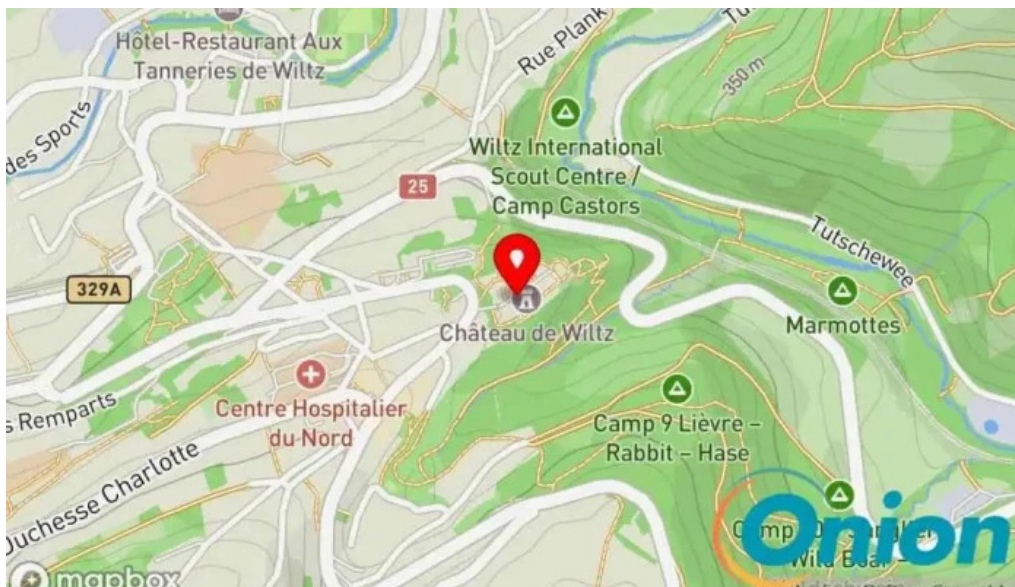 Hôtel-Restaurant Aux
Tanneries de Wiltz
Rue Plank
350 m
des Sports
Wiltz International
Scout Centre /
Camp Castors
25
Tutschewee
329A
Château de Wiltz
Marmottes
s Remparts
Centre Hospitalier
du Nord
Camp 9 Lièvre –
Rabbit – Hase
Duchesse Charlotte
Onion
Wild Boar –
mapbox